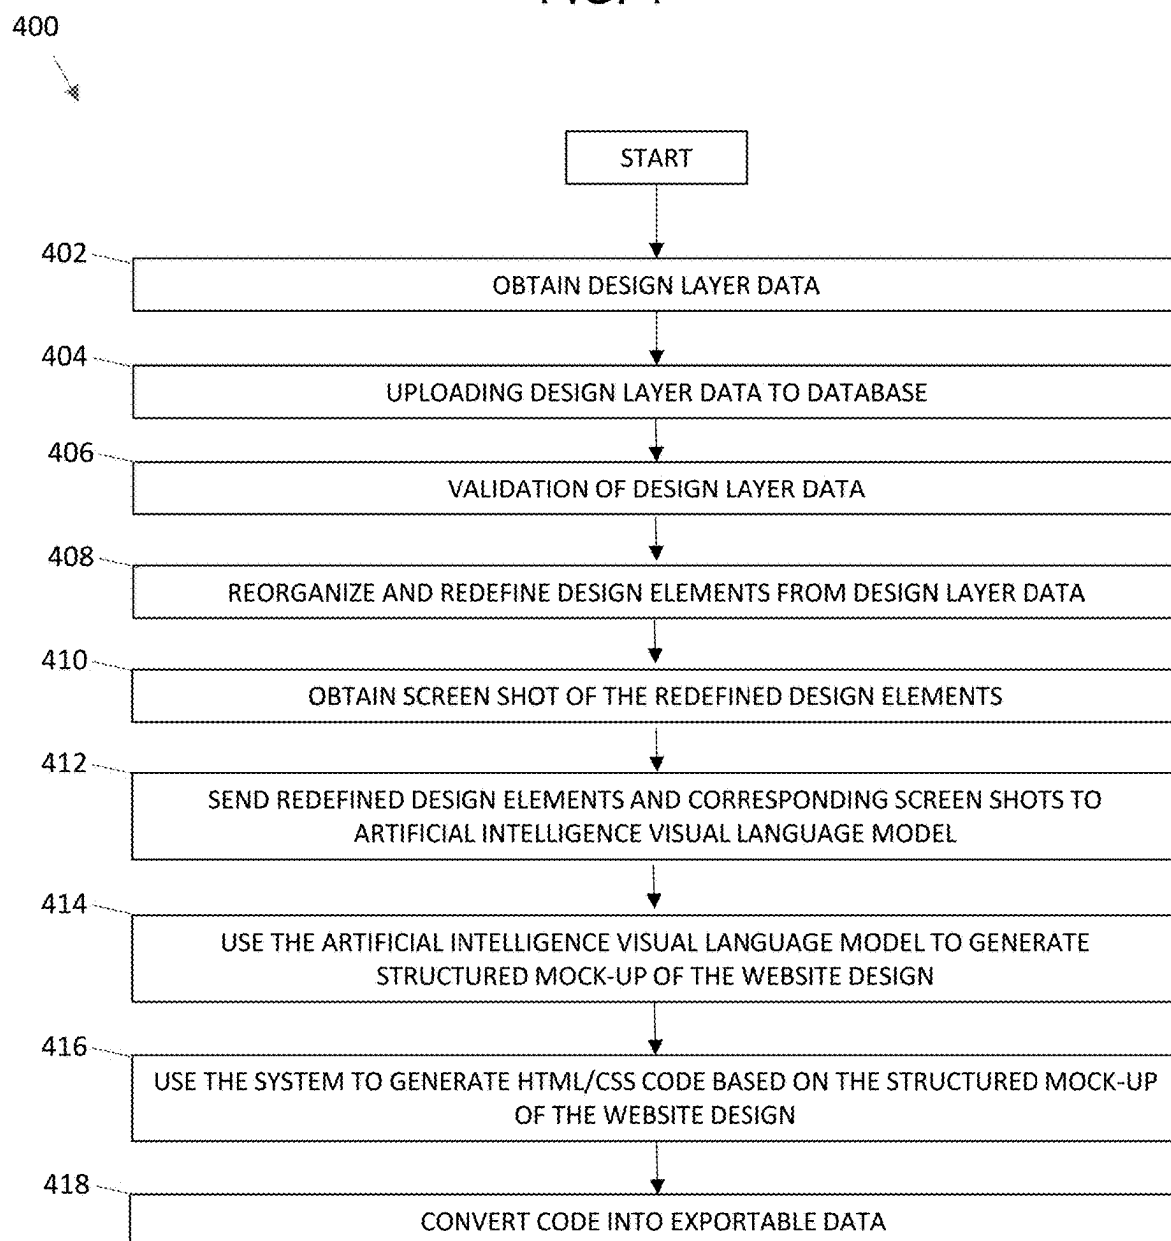 400
START
402
OBTAIN DESIGN LAYER DATA
404
UPLOADING DESIGN LAYER DATA TO DATABASE
406
VALIDATION OF DESIGN LAYER DATA
408
REORGANIZE AND REDEFINE DESIGN ELEMENTS FROM DESIGN LAYER DATA
410
OBTAIN SCREEN SHOT OF THE REDEFINED DESIGN ELEMENTS
412
SEND REDEFINED DESIGN ELEMENTS AND CORRESPONDING SCREEN SHOTS TO
ARTIFICIAL INTELLIGENCE VISUAL LANGUAGE MODEL
414
USE THE ARTIFICIAL INTELLIGENCE VISUAL LANGUAGE MODEL TO GENERATE
STRUCTURED MOCK-UP OF THE WEBSITE DESIGN
416
USE THE SYSTEM TO GENERATE HTML/CSS CODE BASED ON THE STRUCTURED MOCK-UP
OF THE WEBSITE DESIGN
418
CONVERT CODE INTO EXPORTABLE DATA